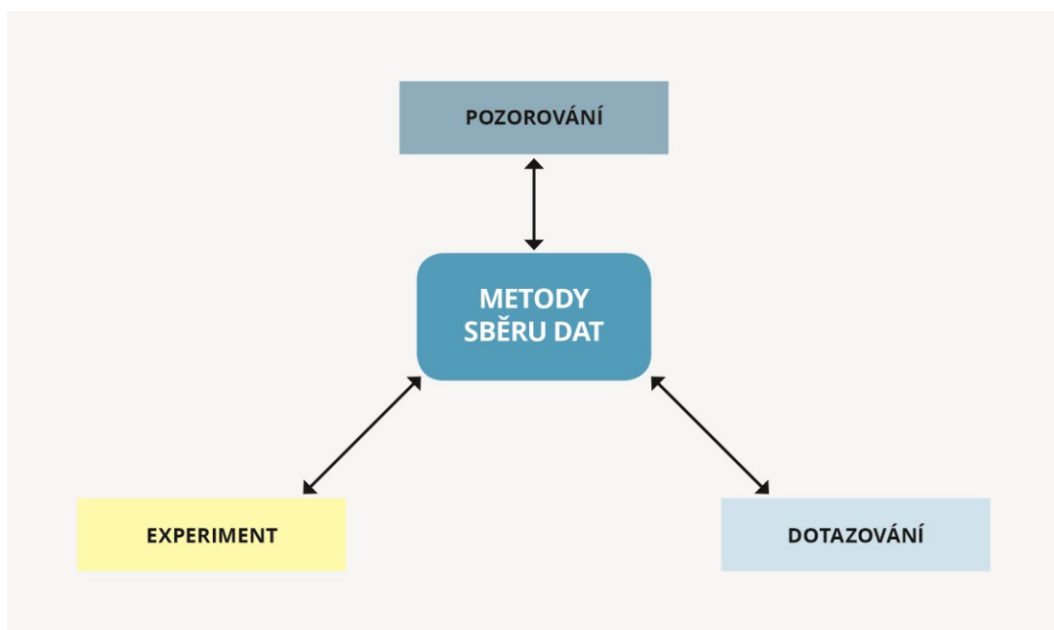 POZOROVÁNÍ
METODY
SBĚRU DAT
EXPERIMENT
DOTAZOVÁNÍ